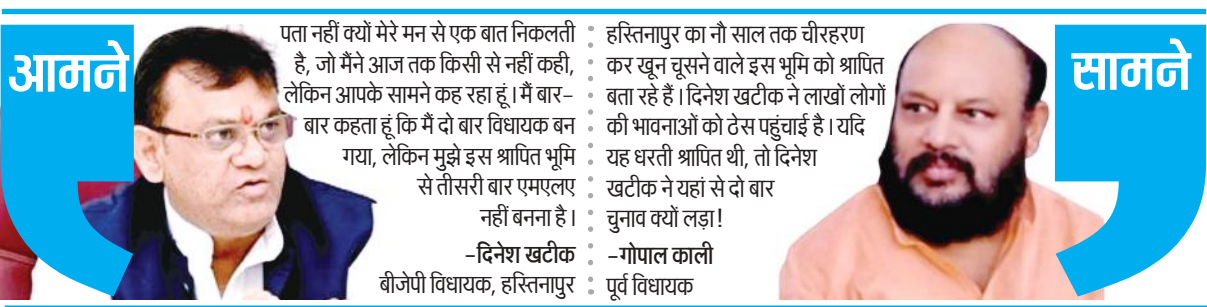 आमने
पता नहीं क्यों मेरे मन से एक बात निकलती
है, जो मैंने आज तक किसी से नहीं कही,
लेकिन आपके सामने कह रहा हूं। मैं बार-
बार कहता हूं कि मैं दो बार विधायक बन
गया, लेकिन मुझे इस श्रापित भूमि
से तीसरी बार एमएलए
नहीं बनना है।
-दिनेश खटीक
बीजेपी विधायक, हस्तिनापुर
हस्तिनापुर का नौ साल तक चीरहरण
कर खून चूसने वाले इस भूमि को श्रापित
बता रहे हैं। दिनेश खटीक ने लाखों लोगों
की भावनाओं को ठेस पहुंचाई है। यदि
यह धरती श्रापित थी, तो दिनेश
खटीक ने यहां से दो बार
चुनाव क्यों लड़ा!
-गोपाल काली
पूर्व विधायक
सामने